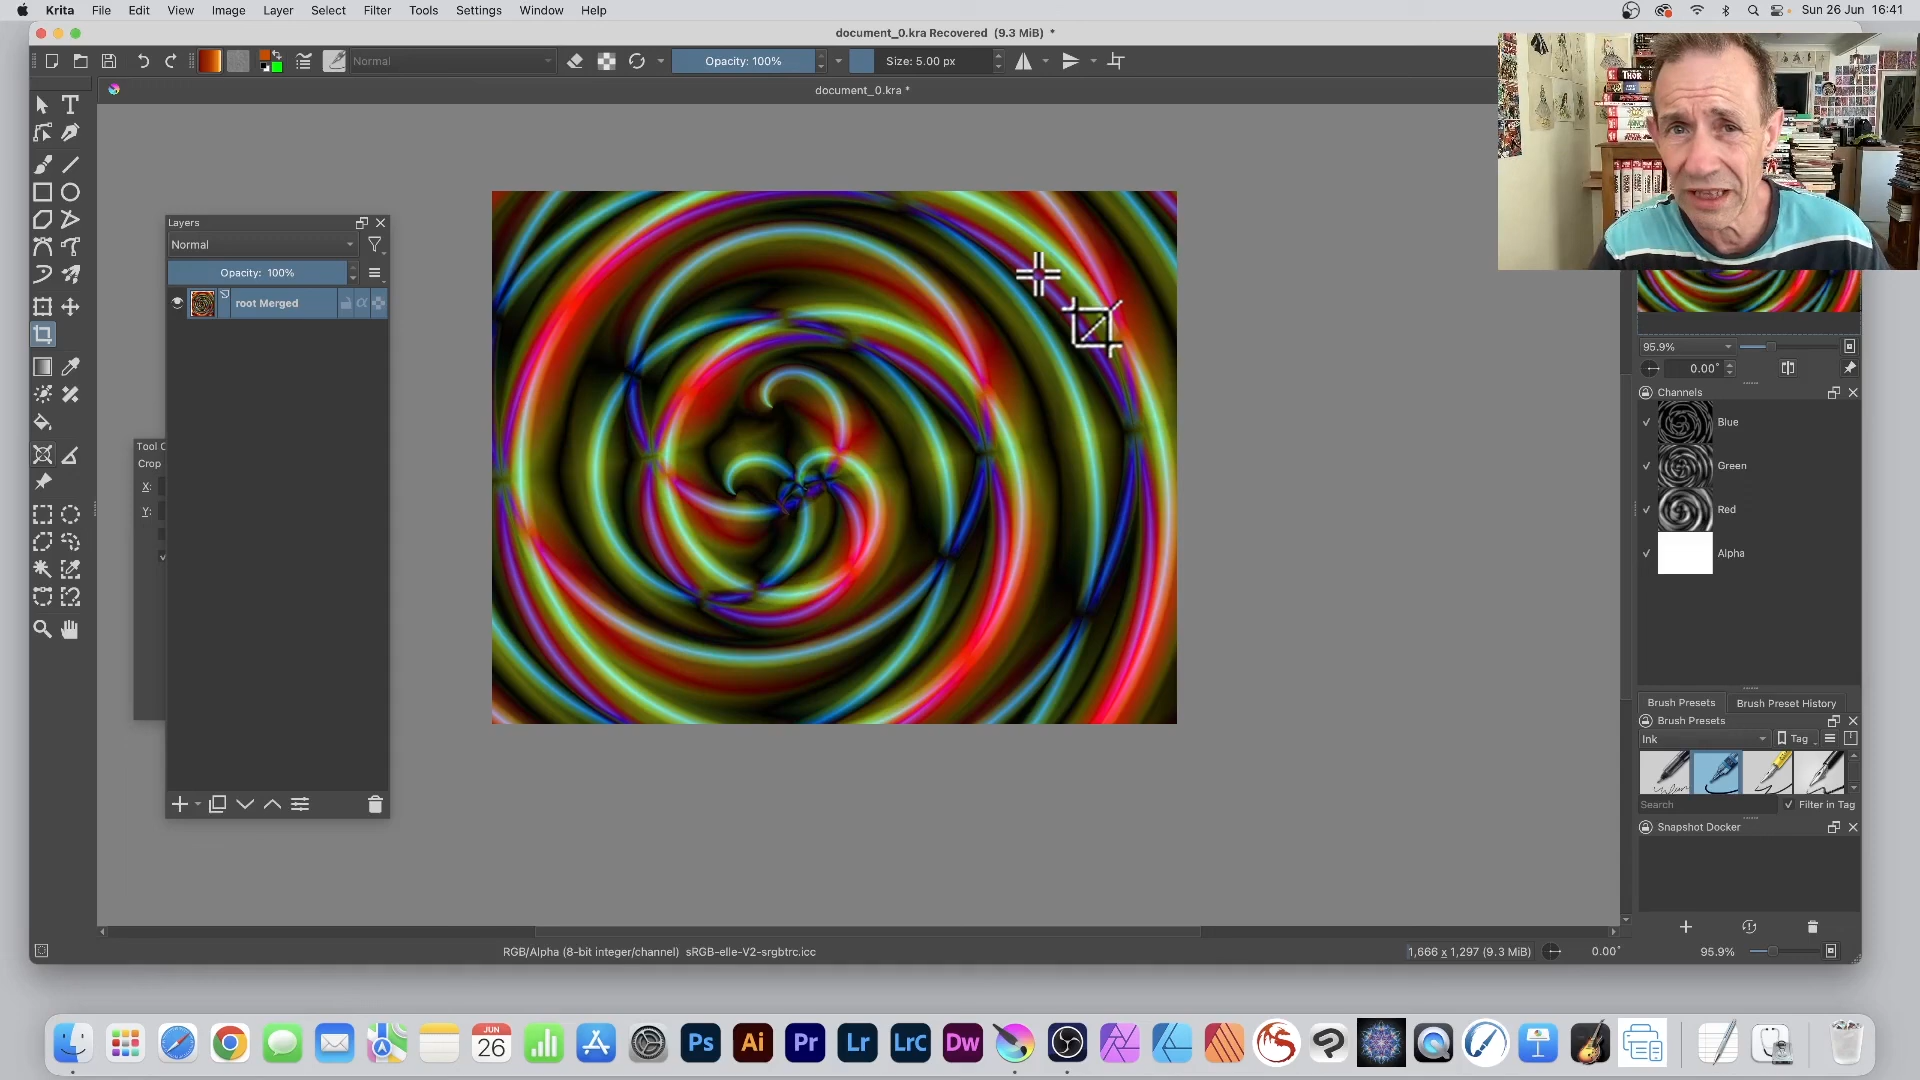 Krita File Edit View Image Layer Select Filter Tools Settings Window Help Sun 26 Jun 16:41
document_0.kra Recovered (9.3 MiB) *
Normal Opacity: 100% Size: 5.00 px
document_0.kra *
THOR
Layers
Normal
Opacity: 100%
root Merged
Tool C
Crop
X:
Y:
95.9%
0.00°
Channels
Blue
Green
Red
Alpha
Brush Presets Brush Preset History
Brush Presets
Ink Tag
Search Filter in Tag
Snapshot Docker
RGB/Alpha (8-bit integer/channel) sRGB-elle-V2-srgbtrc.icc 1,666 x 1,297 (9.3 MiB) 0.00° 95.9%
JUN
26 Ps Ai Pr Lr LrC Dw